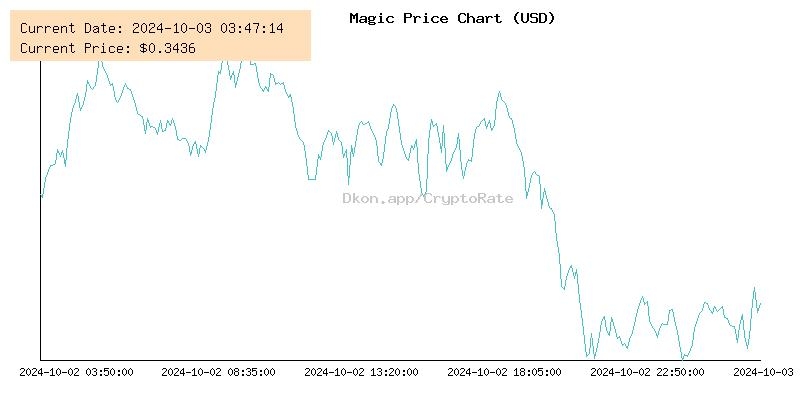 Magic Price Chart (USD)
Current Date: 2024-10-03 03:47:14
Current Price: $0.3436
Dkon.app/CryptoRate
2024-10-02 03:50:00 2024-10-02 08:35:00 2024-10-02 13:20:00 2024-10-02 18:05:00 2024-10-02 22:50:00 2024-10-03